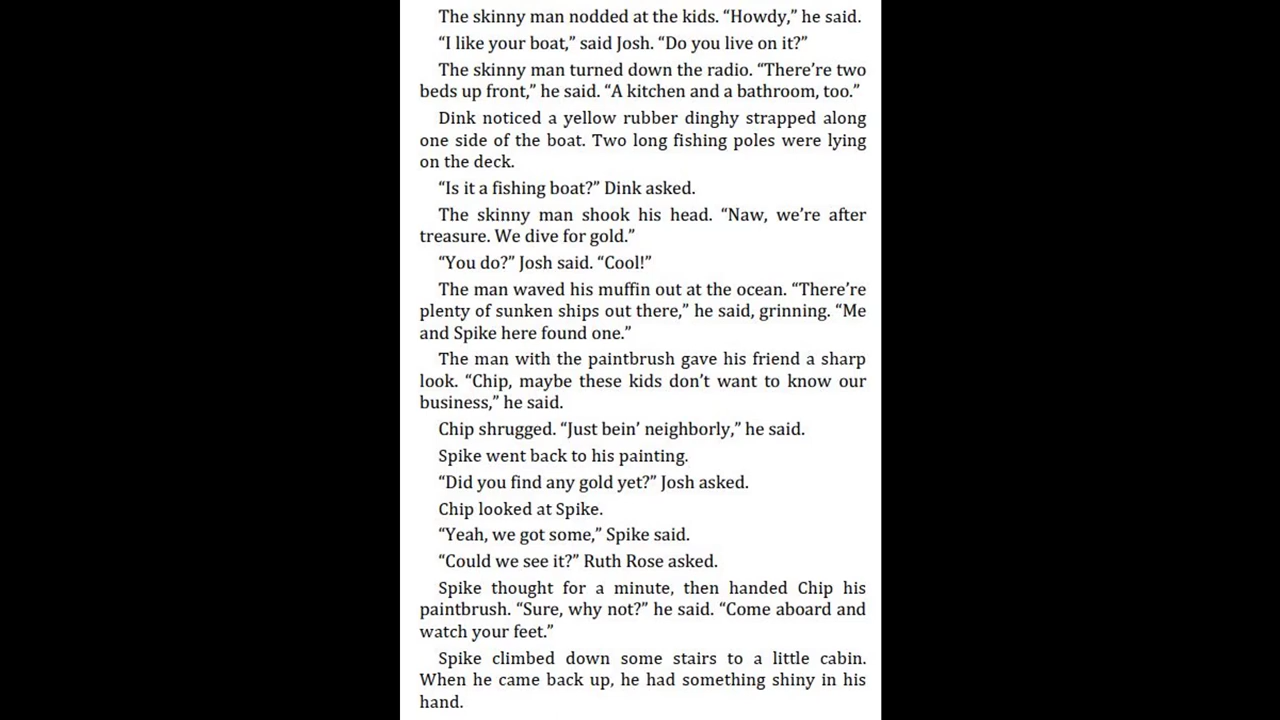 The skinny man nodded at the kids. “Howdy,” he said.
“I like your boat,” said Josh. “Do you live on it?”
The skinny man turned down the radio. “There’re two
beds up front,” he said. “A kitchen and a bathroom, too.”
Dink noticed a yellow rubber dinghy strapped along
one side of the boat. Two long fishing poles were lying
on the deck.
“Is it a fishing boat?” Dink asked.
The skinny man shook his head. “Naw, we’re after
treasure. We dive for gold.”
“You do?” Josh said. “Cool!”
The man waved his muffin out at the ocean. “There’re
plenty of sunken ships out there,” he said, grinning. “Me
and Spike here found one.”
The man with the paintbrush gave his friend a sharp
look. “Chip, maybe these kids don’t want to know our
business,” he said.
Chip shrugged. “Just bein’ neighborly,” he said.
Spike went back to his painting.
“Did you find any gold yet?” Josh asked.
Chip looked at Spike.
“Yeah, we got some,” Spike said.
“Could we see it?” Ruth Rose asked.
Spike thought for a minute, then handed Chip his
paintbrush. “Sure, why not?” he said. “Come aboard and
watch your feet.”
Spike climbed down some stairs to a little cabin.
When he came back up, he had something shiny in his
hand.